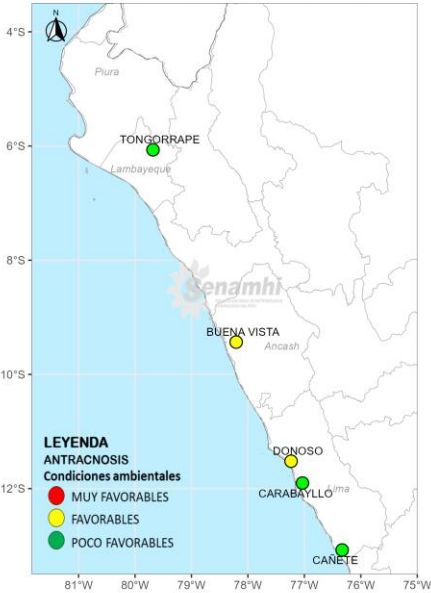 N
4°S
Piura
TONGORRAPE
6°S
Lambayeque
8°S
Senamhi
BUENA VISTA
Ancash
10°S
DONOSO
LEYENDA
ANTRACNOSIS
Condiciones ambientales
MUY FAVORABLES
FAVORABLES
POCO FAVORABLES
12°S
CARABAYLLO
Lima
CAÑETE
81°W 80°W 79°W 78°W 77°W 76°W 75°W